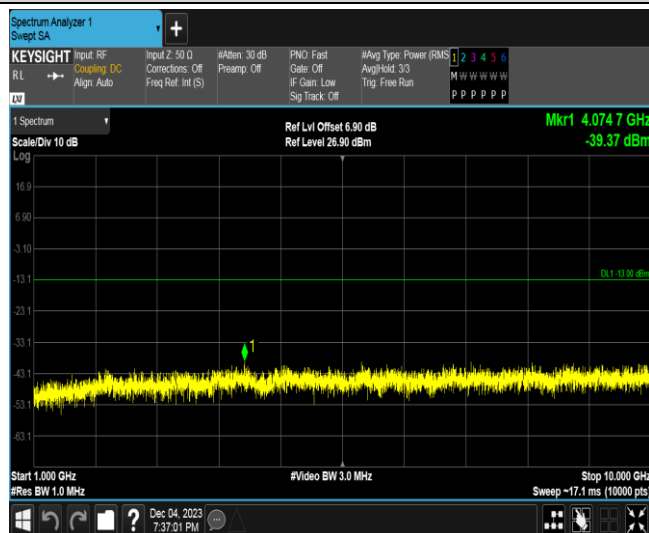 Spectrum Analyzer 1
Swept SA
+
KEYSIGHT
RL
LXI
Input: RF
Coupling: DC
Align: Auto
Input Z: 50 Ω
Corrections: Off
Freq Ref: Int (S)
#Atten: 30 dB
Preamp: Off
PNO: Fast
Gate: Off
IF Gain: Low
Sig Track: Off
#Avg Type: Power (RMS
Avg|Hold: 3/3
Trig: Free Run
1 2 3 4 5 6
M W W W W W
P P P P P P
1 Spectrum
Scale/Div 10 dB
Log
Ref Lvl Offset 6.90 dB
Ref Level 26.90 dBm
Mkr1 4.074 7 GHz
-39.37 dBm
16.9
6.90
-3.10
-13.1
DL1 -13.00 dBm
-23.1
-33.1
1
-43.1
-53.1
-63.1
Start 1.000 GHz
#Res BW 1.0 MHz
#Video BW 3.0 MHz
Stop 10.000 GHz
Sweep ~17.1 ms (10000 pts)
?
Dec 04, 2023
7:37:01 PM